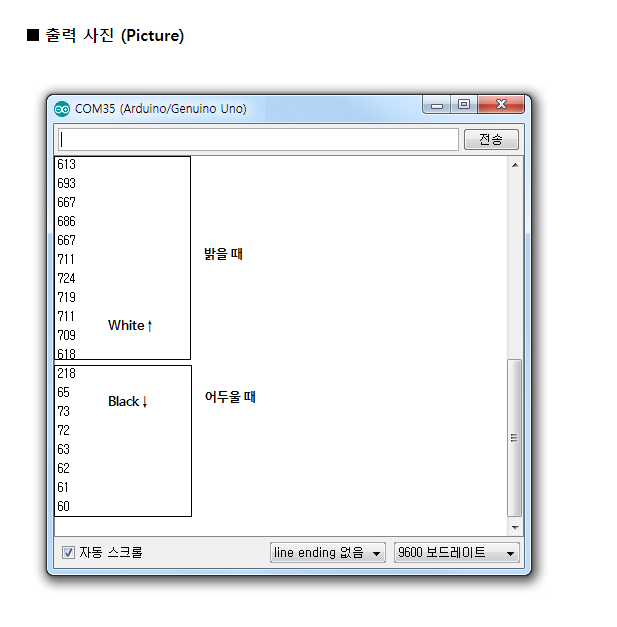 ■ 출력 사진 (Picture)
COM35 (Arduino/Genuino Uno)
전송
613
693
667
686
667
711
밝을 때
724
719
711
White↑
709
618
218
65
어두울 때
Black↓
73
72
63
62
61
60
자동 스크롤
line ending 없음
9600 보드레이트